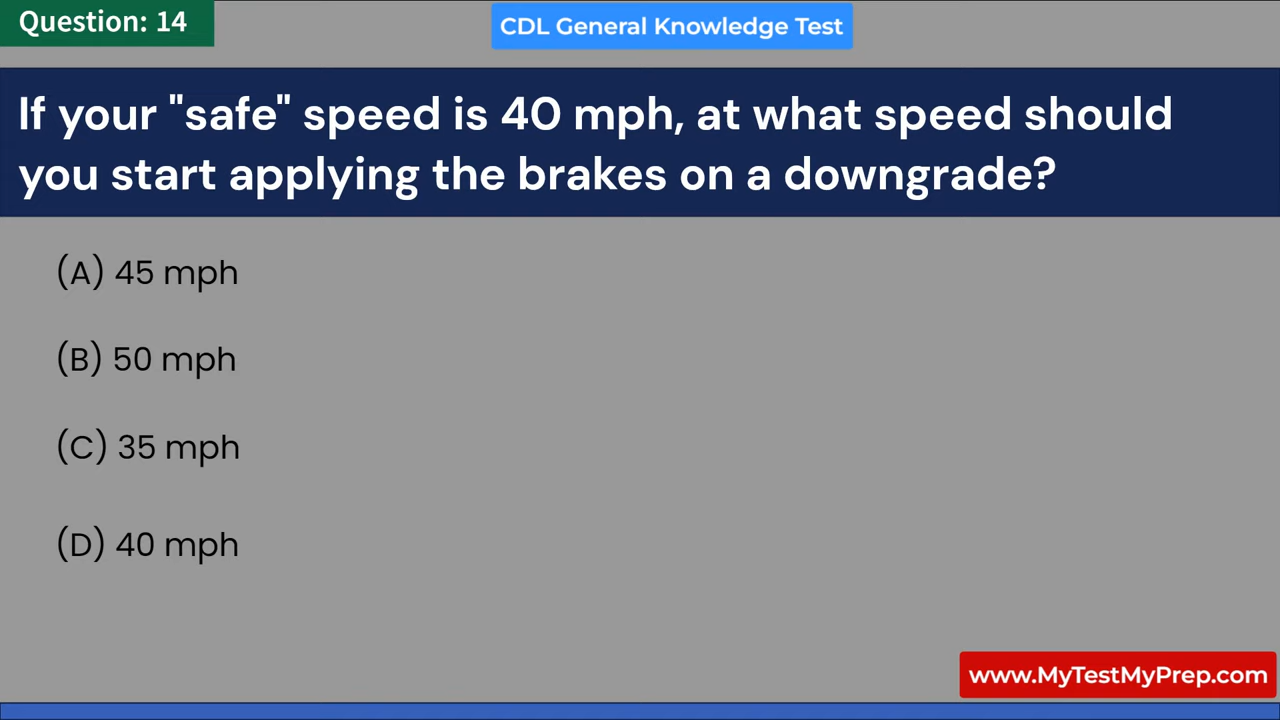 Question: 14
CDL General Knowledge Test
If your "safe" speed is 40 mph, at what speed should
you start applying the brakes on a downgrade?
(A) 45 mph
(B) 50 mph
(C) 35 mph
(D) 40 mph
www.MyTestMyPrep.com